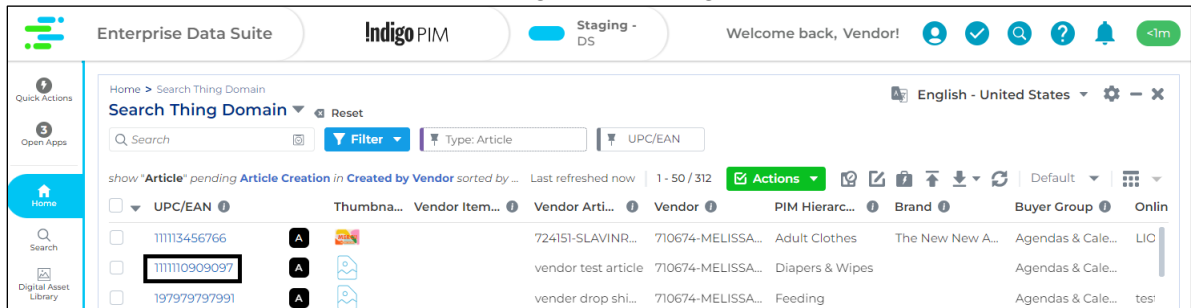 Enterprise Data Suite
!ndigo PIM
Staging -
DS
Welcome back, Vendor!
<1m
Quick Actions
3
Open Apps
Home
Search
Digital Asset
Library
Home > Search Thing Domain
Search Thing Domain Reset
English - United States
Search Filter Type: Article UPC/EAN
show "Article" pending Article Creation in Created by Vendor sorted by ... Last refreshed now 1 - 50 / 312 Actions Default
UPC/EAN Thumbna... Vendor Item... Vendor Arti... Vendor PIM Hierarc... Brand Buyer Group Onlin
111113456766 A 724151-SLAVINR... 710674-MELISSA... Adult Clothes The New New A... Agendas & Cale... LIO
1111110909097 A vendor test article 710674-MELISSA... Diapers & Wipes Agendas & Cale...
197979797991 A vendor drop shi... 710674-MELISSA... Feeding Agendas & Cale... test